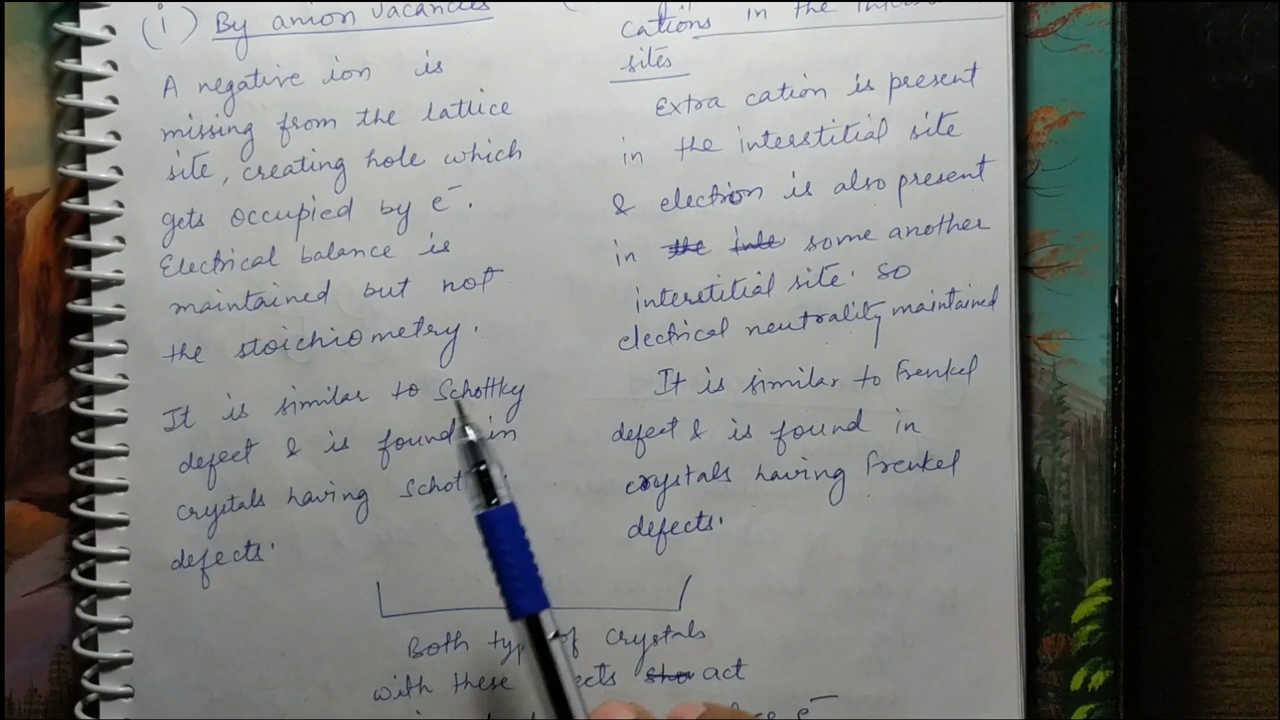 (i) By anion vacancies
A negative ion is
missing from the lattice
site, creating hole which
gets occupied by e⁻.
Electrical balance is
maintained but not
the stoichiometry.
It is similar to Schottky
defect & is found in
crystals having
defects.
cations in the
sites
Extra cation is present
in the interstitial site
& electron is also present
in the some another
interstitial site. So
electrical neutrality maintained
It is similar to Frenkel
defect & is found in
crystals having Frenkel
defects.
Both of crystals
with these act
e⁻